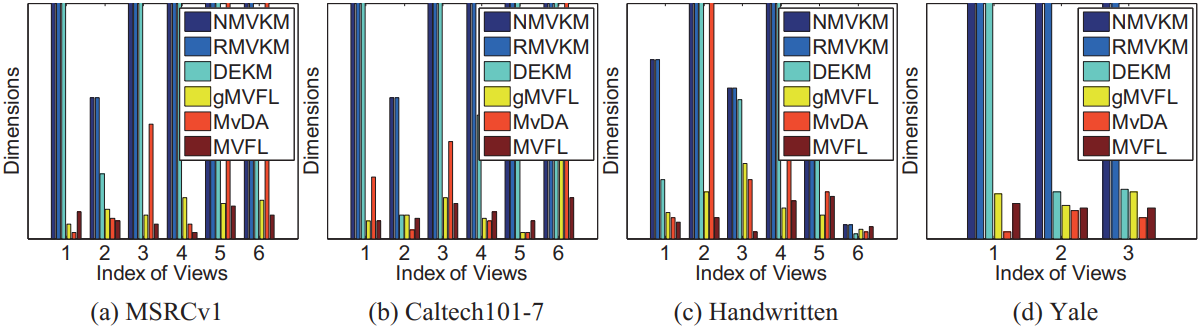 Dimensions
NMVKM
RMVKM
DEKM
gMVFL
MvDA
MVFL
1 2 3 4 5 6
Index of Views
(a) MSRCv1
Dimensions
NMVKM
RMVKM
DEKM
gMVFL
MvDA
MVFL
1 2 3 4 5 6
Index of Views
(b) Caltech101-7
Dimensions
NMVKM
RMVKM
DEKM
gMVFL
MvDA
MVFL
1 2 3 4 5 6
Index of Views
(c) Handwritten
Dimensions
NMVKM
RMVKM
DEKM
gMVFL
MvDA
MVFL
1 2 3
Index of Views
(d) Yale